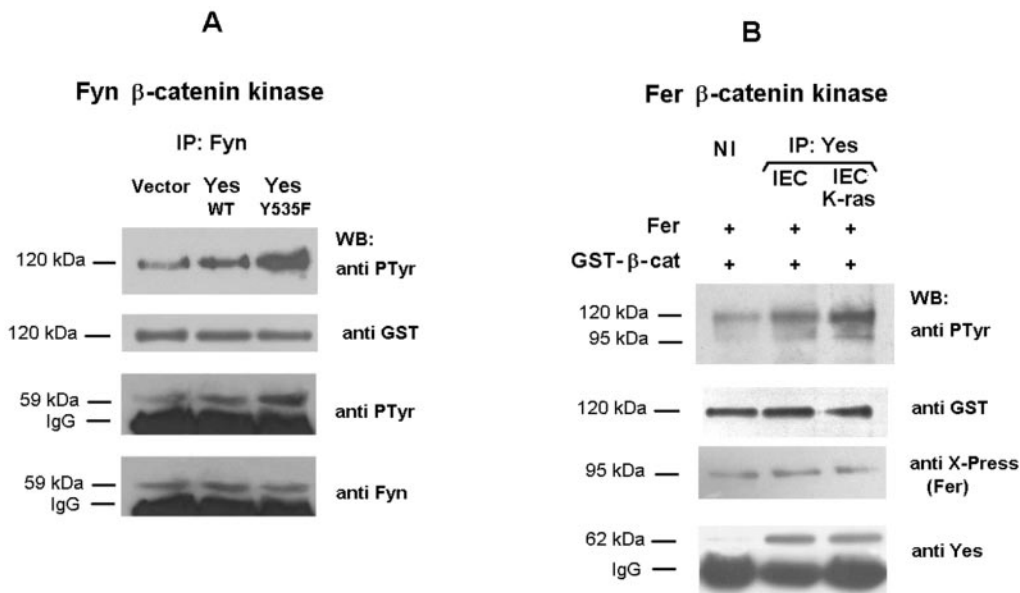 A
Fyn β-catenin kinase
IP: Fyn
Vector Yes WT Yes Y535F
WB:
120 kDa anti PTyr
120 kDa anti GST
59 kDa anti PTyr
IgG
59 kDa anti Fyn
IgG
B
Fer β-catenin kinase
NI IP: Yes
IEC IEC K-ras
Fer + + +
GST-β-cat + + +
WB:
120 kDa anti PTyr
95 kDa
120 kDa anti GST
95 kDa anti X-Press
(Fer)
62 kDa anti Yes
IgG